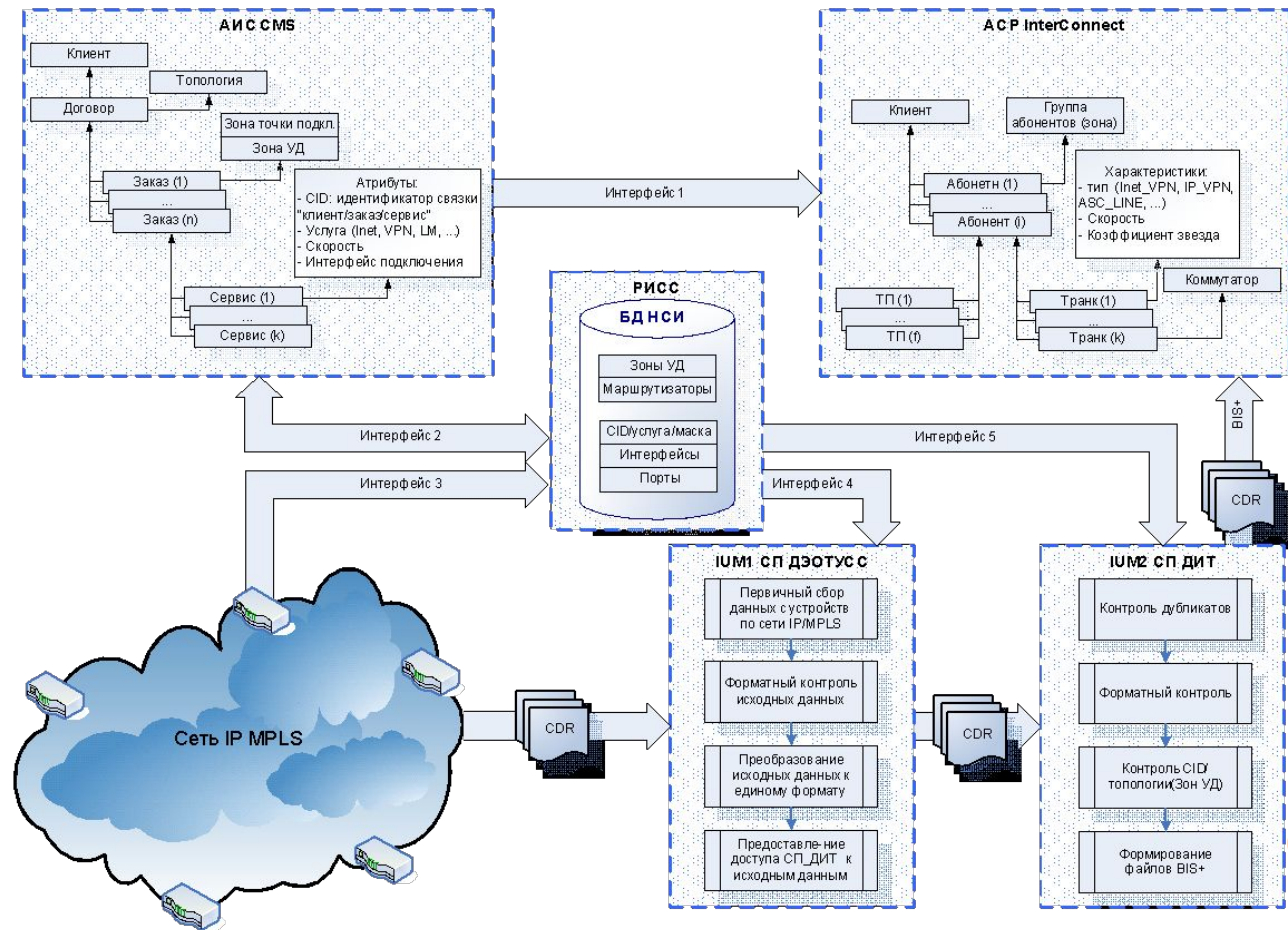 АИС CMS
Клиент
Топология
Договор
Зона точки подкл.
Зона УД
Заказ (1)
...
Заказ (n)
Атрибуты:
- CID: идентификатор связки
"клиент/заказ/сервис"
- Услуга (Inet, VPN, LM, ...)
- Скорость
- Интерфейс подключения
Сервис (1)
...
Сервис (k)
Интерфейс 1
АСР InterConnect
Клиент
Группа
абонентов (зона)
Абонетн (1)
...
Абонент (i)
Характеристики:
- тип (Inet_VPN, IP_VPN,
ASC_LINE, ...)
- Скорость
- Коэффициент звезда
Коммутатор
ТП (1)
...
ТП (f)
Транк (1)
...
Транк (k)
РИСС
БД НСИ
Зоны УД
Маршрутизаторы
CID/услуга/маска
Интерфейсы
Порты
Интерфейс 2
Интерфейс 3
Интерфейс 5
Интерфейс 4
BIS+
CDR
Сеть IP MPLS
CDR
IUM1 СП ДЭОТУСС
Первичный сбор
данных с устройств
по сети IP/MPLS
Форматный контроль
исходных данных
Преобразование
исходных данных к
единому формату
Предоставле-ние
доступа СП_ДИТ к
исходным данным
CDR
IUM2 СП ДИТ
Контроль дубликатов
Форматный контроль
Контроль CID/
топологии(Зон УД)
Формирование
файлов BIS+